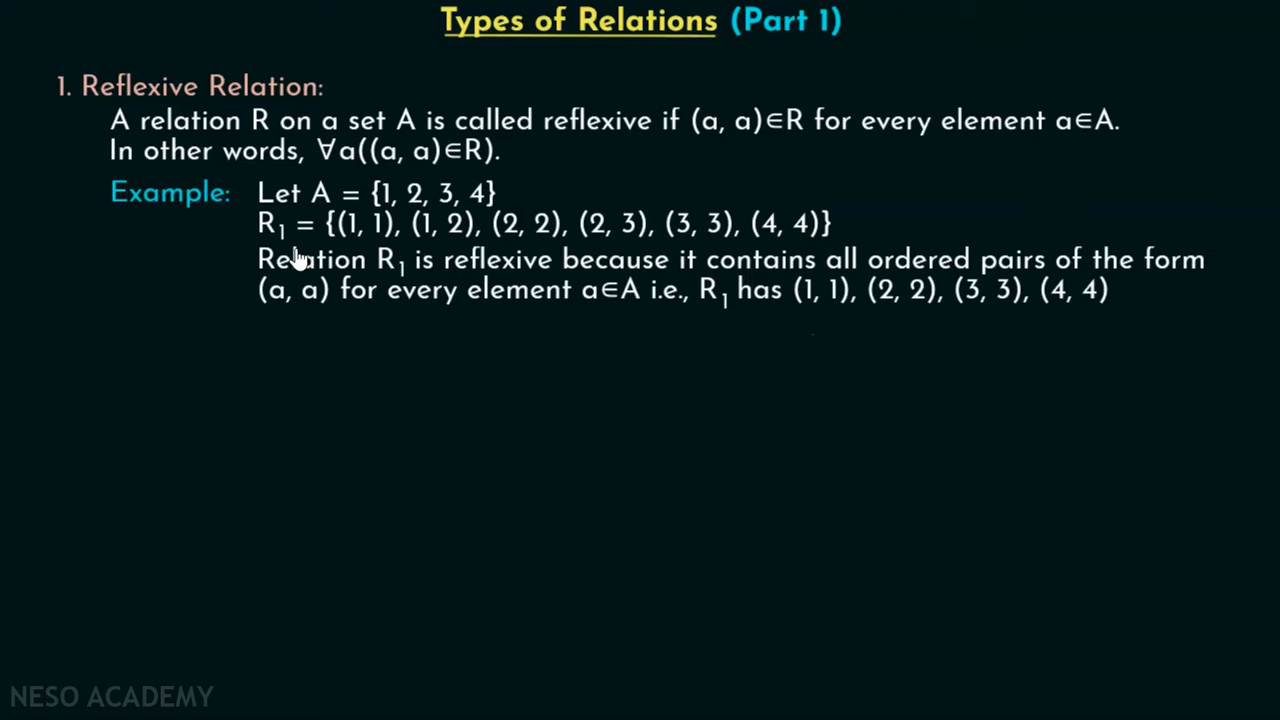 Types of Relations (Part 1)
1. Reflexive Relation:
A relation R on a set A is called reflexive if (a, a)∈R for every element a∈A.
In other words, ∀a((a, a)∈R).
Example: Let A = {1, 2, 3, 4}
R₁ = {(1, 1), (1, 2), (2, 2), (2, 3), (3, 3), (4, 4)}
Relation R₁ is reflexive because it contains all ordered pairs of the form
(a, a) for every element a∈A i.e., R₁ has (1, 1), (2, 2), (3, 3), (4, 4)
NESO ACADEMY